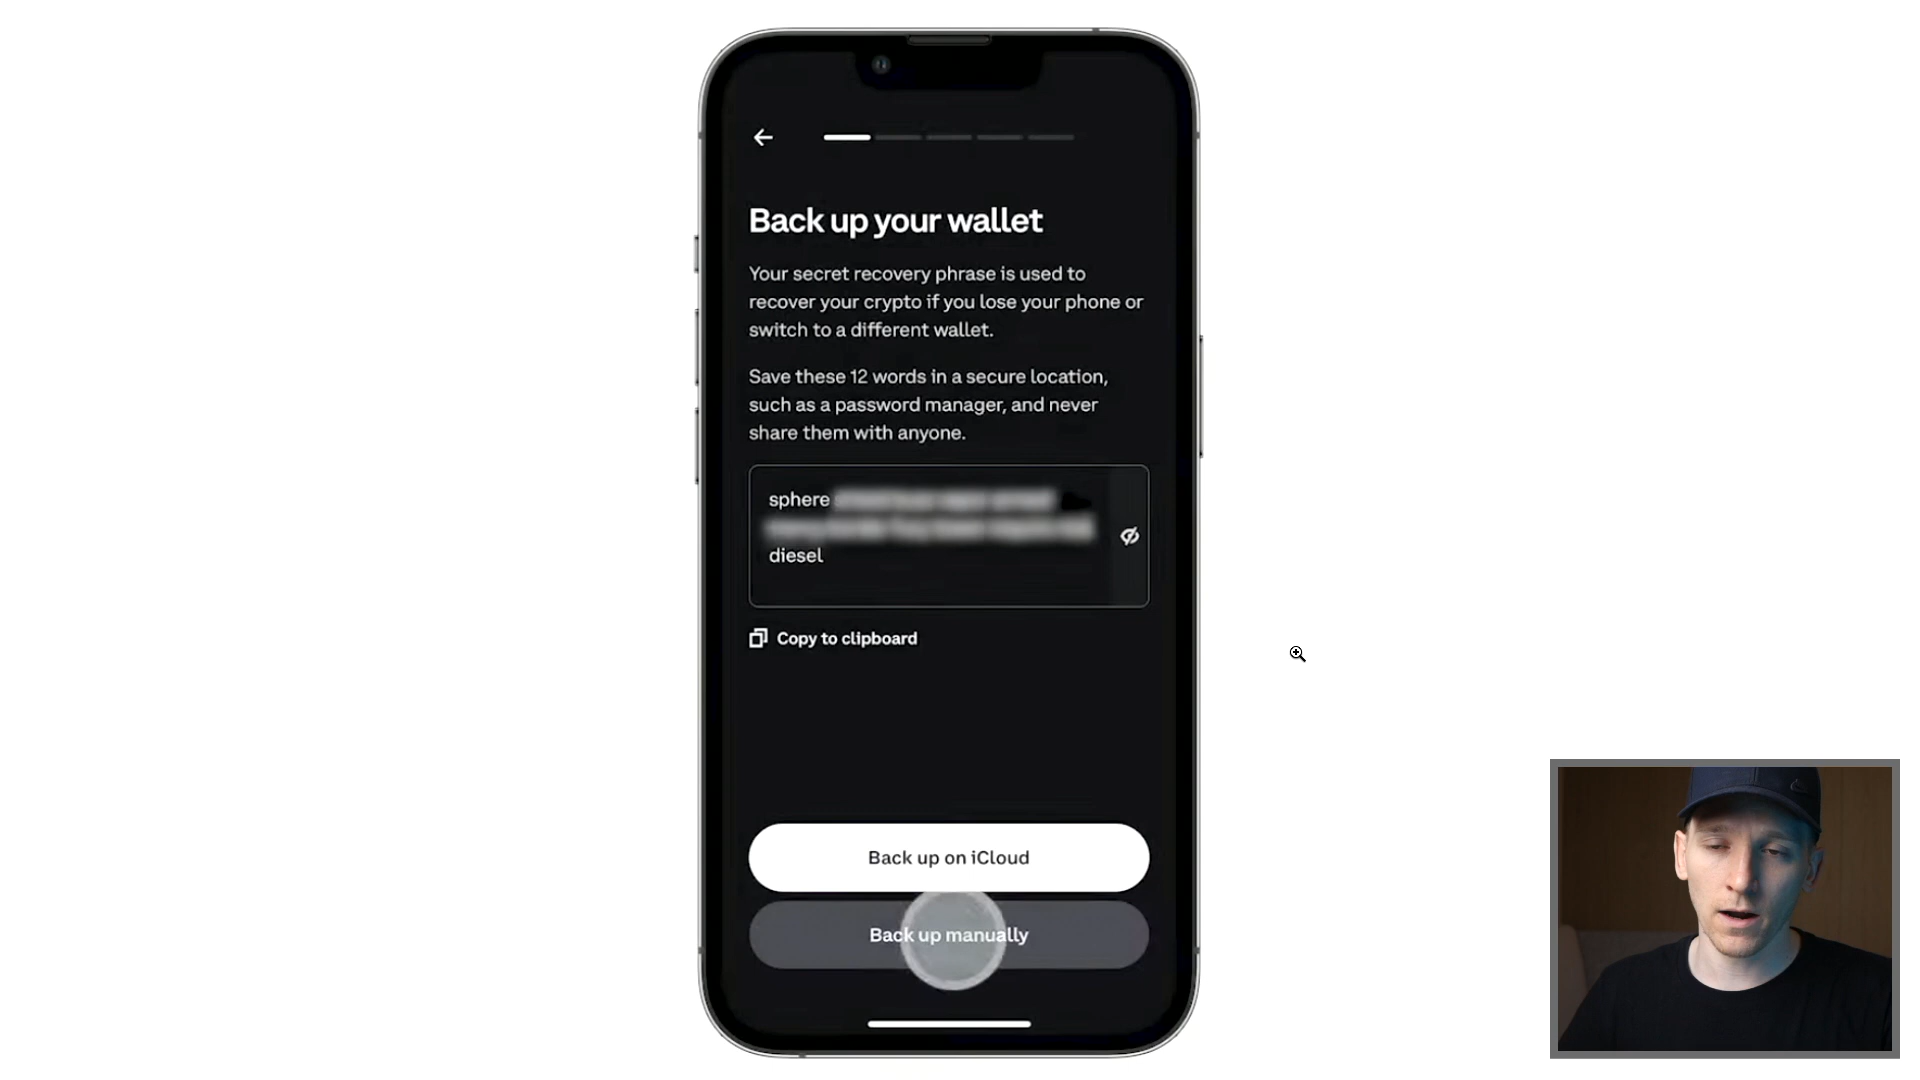 Back up your wallet
Your secret recovery phrase is used to
recover your crypto if you lose your phone or
switch to a different wallet.
Save these 12 words in a secure location,
such as a password manager, and never
share them with anyone.
sphere
diesel
Copy to clipboard
Back up on iCloud
Back up manually